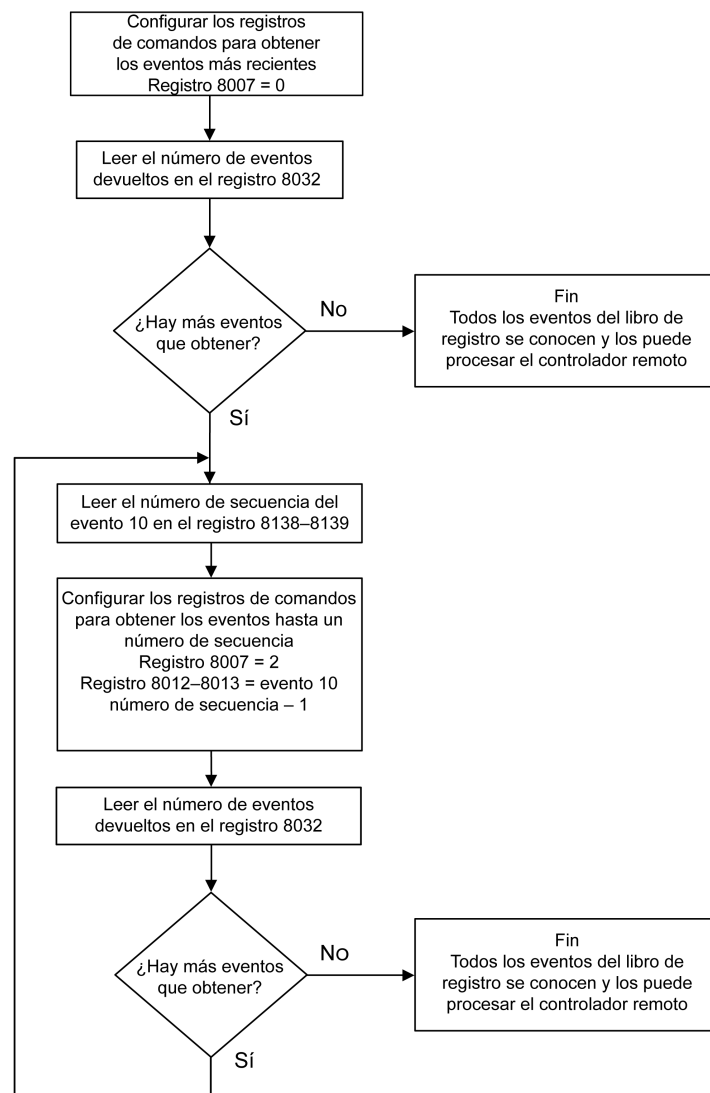 Configurar los registros
de comandos para obtener
los eventos más recientes
Registro 8007 = 0
Leer el número de eventos
devueltos en el registro 8032
¿Hay más eventos
que obtener?
No
Fin
Todos los eventos del libro de
registro se conocen y los puede
procesar el controlador remoto
Sí
Leer el número de secuencia del
evento 10 en el registro 8138–8139
Configurar los registros de comandos
para obtener los eventos hasta un
número de secuencia
Registro 8007 = 2
Registro 8012–8013 = evento 10
número de secuencia – 1
Leer el número de eventos
devueltos en el registro 8032
¿Hay más eventos
que obtener?
No
Fin
Todos los eventos del libro de
registro se conocen y los puede
procesar el controlador remoto
Sí